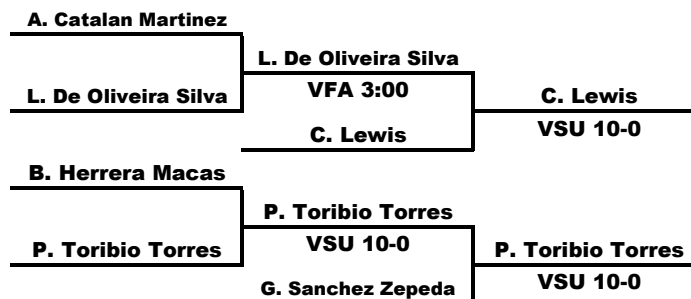 A. Catalan Martinez
L. De Oliveira Silva
L. De Oliveira Silva
VFA 3:00
C. Lewis
C. Lewis
VSU 10-0
B. Herrera Macas
P. Toribio Torres
P. Toribio Torres
VSU 10-0
G. Sanchez Zepeda
P. Toribio Torres
VSU 10-0